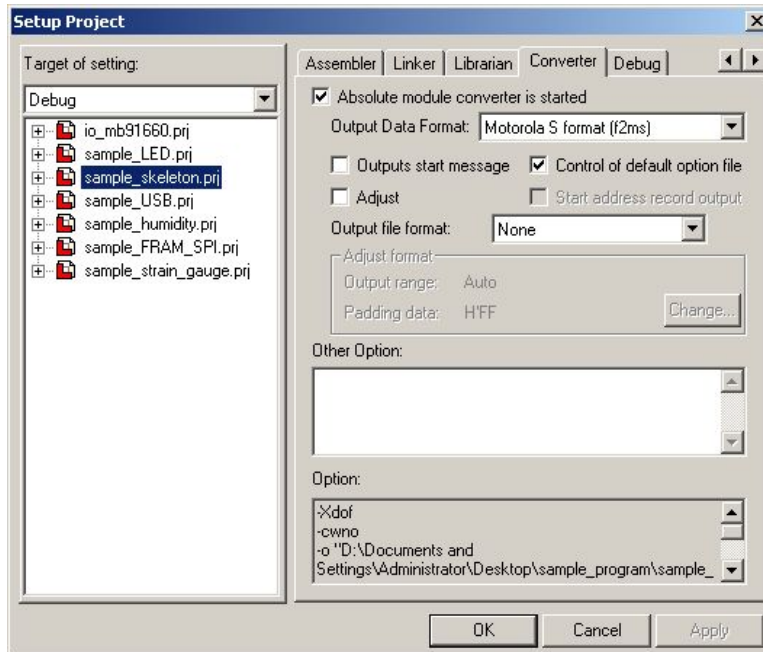 Setup Project
Target of setting:
Debug
io_mb91660.prj
sample_LED.prj
sample_skeleton.prj
sample_USB.prj
sample_humidity.prj
sample_FRAM_SPI.prj
sample_strain_gauge.prj
Assembler Linker Librarian Converter Debug
Absolute module converter is started
Output Data Format: Motorola S format (f2ms)
Outputs start message Control of default option file
Adjust Start address record output
Output file format: None
Adjust format
Output range: Auto
Padding data: H'FF Change...
Other Option:
Option:
-Xdof
-cwno
-o "D:\Documents and
Settings\Administrator\Desktop\sample_program\sample_
OK Cancel Apply